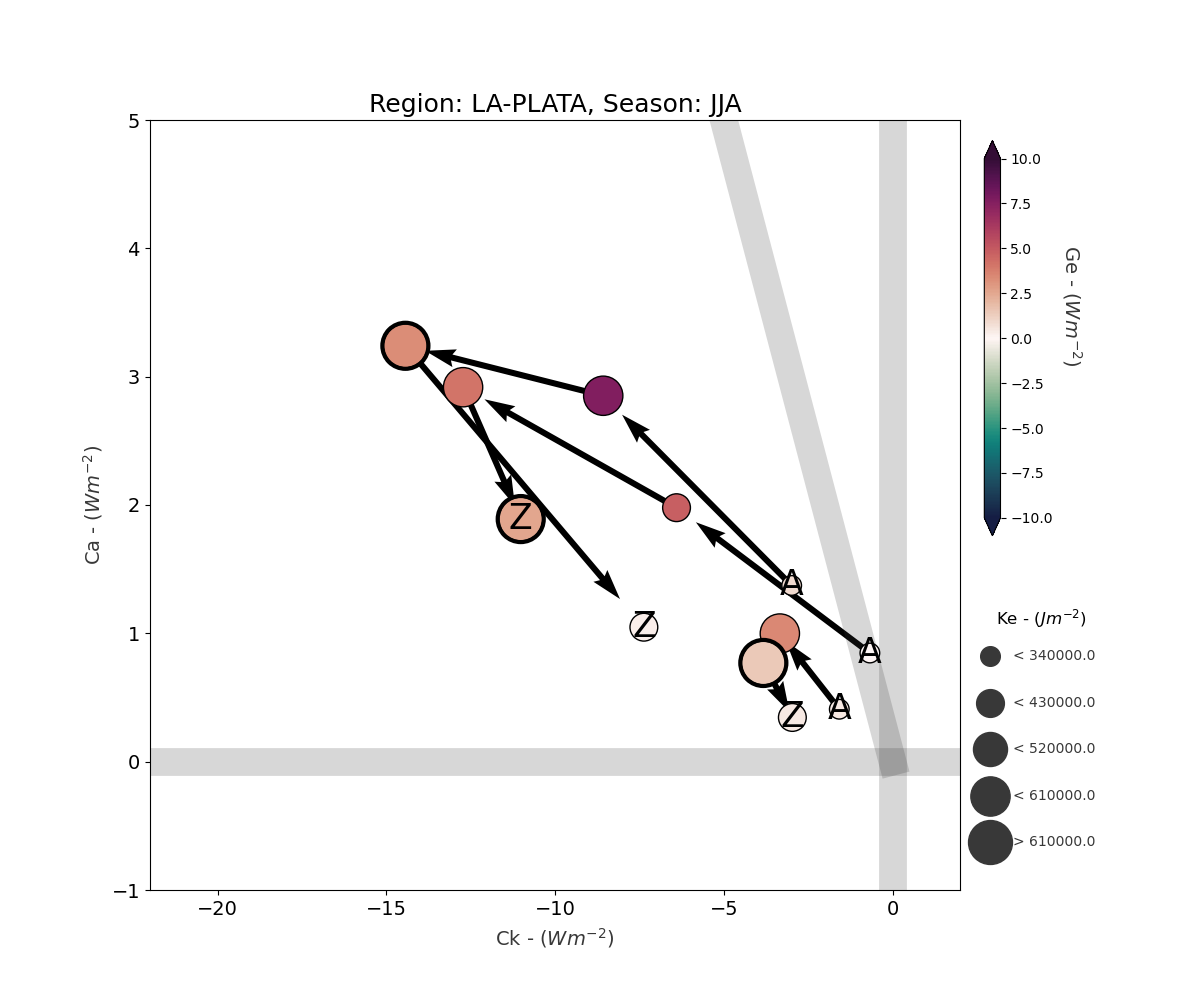 Region: LA-PLATA, Season: JJA
5
4
3
2
1
0
−1
Ca - (Wm⁻²)
−20
−15
−10
−5
0
Ck - (Wm⁻²)
Z
Z
Z
A
A
A
10.0
7.5
5.0
2.5
0.0
−2.5
−5.0
−7.5
−10.0
Ge - (Wm⁻²)
Ke - (Jm⁻²)
< 340000.0
< 430000.0
< 520000.0
< 610000.0
> 610000.0